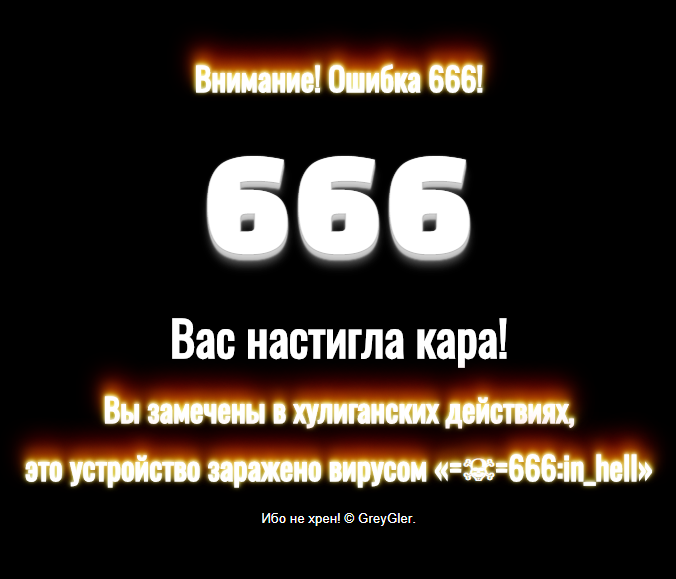 Внимание! Ошибка 666!
666
Вас настигла кара!
Вы замечены в хулиганских действиях,
это устройство заражено вирусом «=☠=666:in_hell»
Ибо не хрен! © GreyGler.